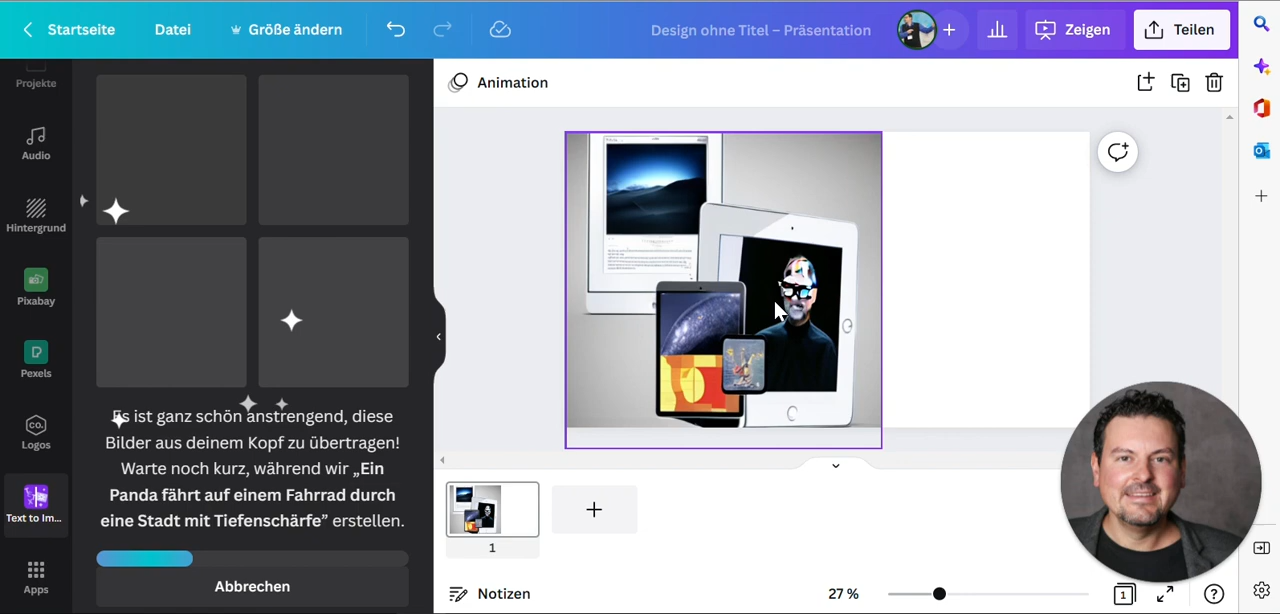 Startseite
Datei
Größe ändern
Design ohne Titel – Präsentation
Zeigen
Teilen
Projekte
Audio
Hintergrund
Pixabay
Pexels
CO.
Logos
Text to Im...
Apps
Es ist ganz schön anstrengend, diese
Bilder aus deinem Kopf zu übertragen!
Warte noch kurz, während wir „Ein
Panda fährt auf einem Fahrrad durch
eine Stadt mit Tiefenschärfe” erstellen.
Abbrechen
Animation
1
Notizen
27 %
1